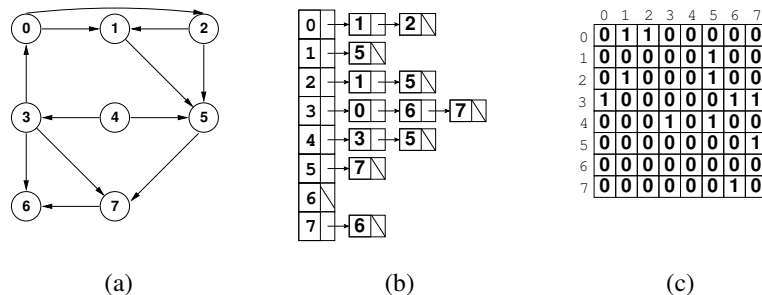 0 1 2
3 4 5
6 7
(a)
0 1 2
1 5
2 1 5
3 0 6 7
4 3 5
5 7
6
7 6
(b)
0 1 2 3 4 5 6 7
0 0 1 1 0 0 0 0 0
1 0 0 0 0 0 1 0 0
2 0 1 0 0 0 1 0 0
3 1 0 0 0 0 0 1 1
4 0 0 0 1 0 1 0 0
5 0 0 0 0 0 0 0 1
6 0 0 0 0 0 0 0 0
7 0 0 0 0 0 0 1 0
(c)